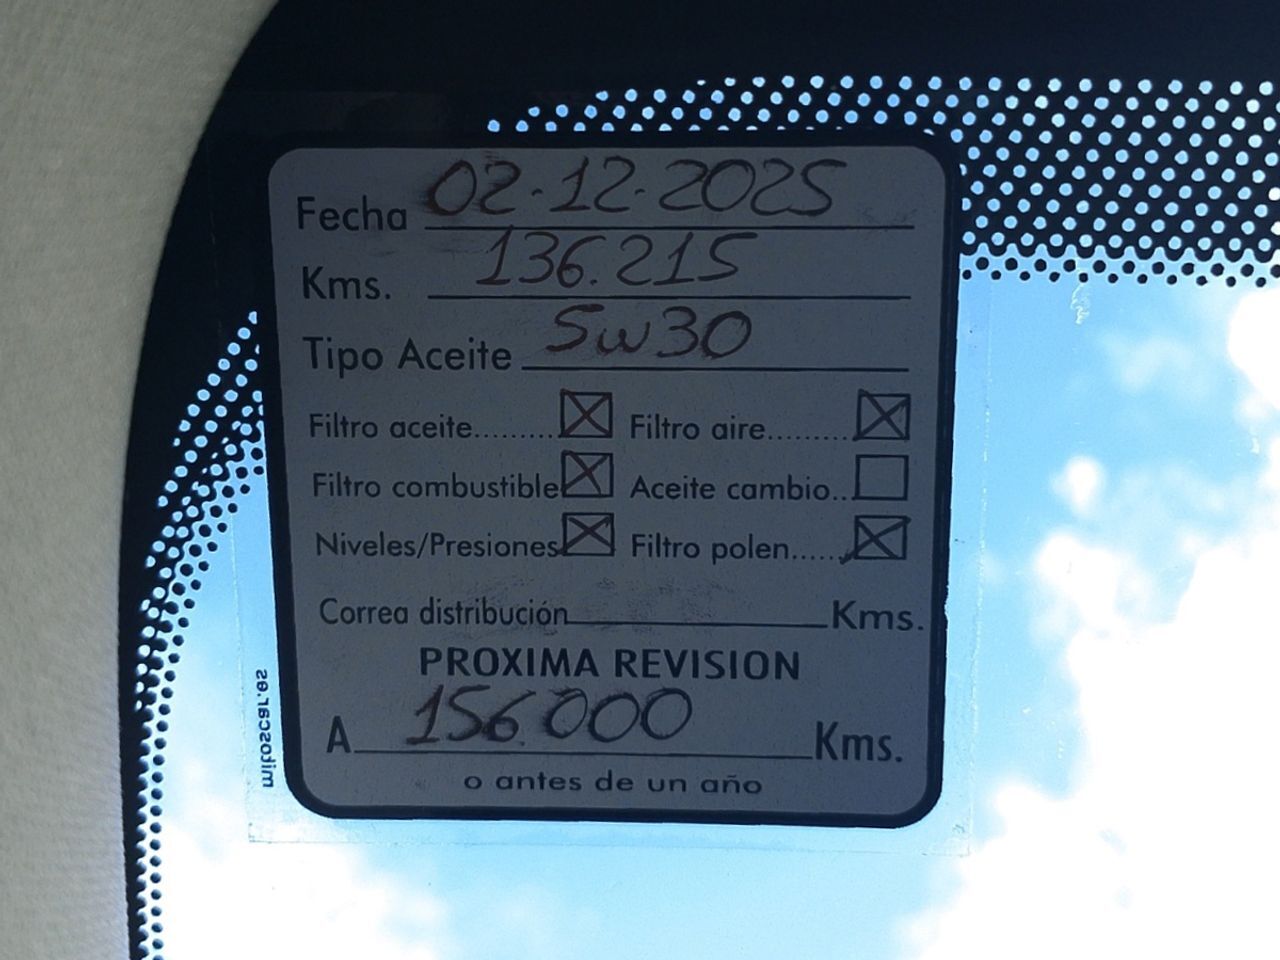 Fecha 02-12-2025
Kms. 136.215
Tipo Aceite 5w30
Filtro aceite......... ☒ Filtro aire......... ☒
Filtro combustible ☒ Aceite cambio.. ☐
Niveles/Presiones ☒ Filtro polen...... ☒
Correa distribución Kms.
PROXIMA REVISION
A 156.000 Kms.
o antes de un año
mitoscar.es